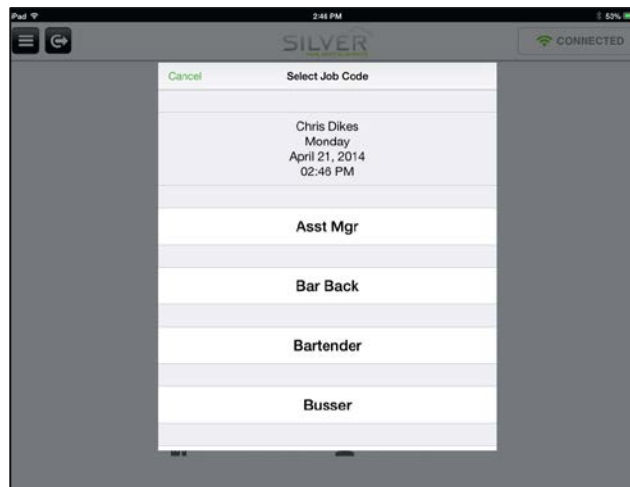 iPad 2:46 PM 53%
SILVER CONNECTED
Cancel Select Job Code
Chris Dikes
Monday
April 21, 2014
02:46 PM
Asst Mgr
Bar Back
Bartender
Busser